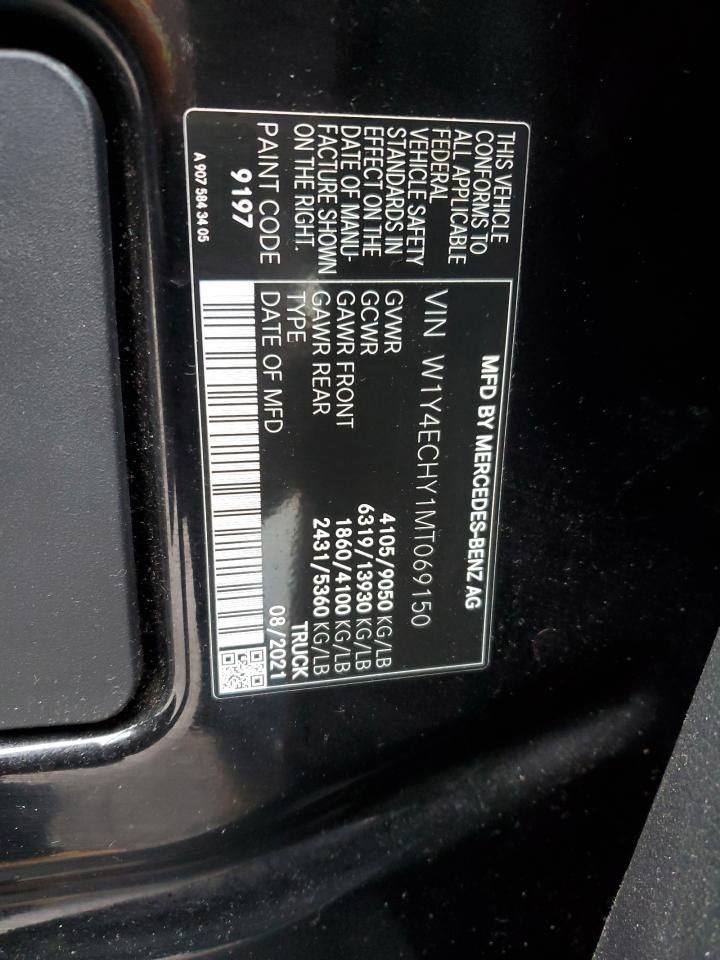 MFD BY MERCEDES-BENZ AG
VIN W1Y4ECHY1MT069150
GVWR 4105/9050 KG/LB
GCWR 6319/13930 KG/LB
GAWR FRONT 1860/4100 KG/LB
GAWR REAR 2431/5360 KG/LB
TYPE TRUCK
DATE OF MFD 08/2021
THIS VEHICLE
CONFORMS TO
ALL APPLICABLE
FEDERAL
VEHICLE SAFETY
STANDARDS IN
EFFECT ON THE
DATE OF MANU-
FACTURE SHOWN
ON THE RIGHT.
PAINT CODE
9197
A 907 584 34 05